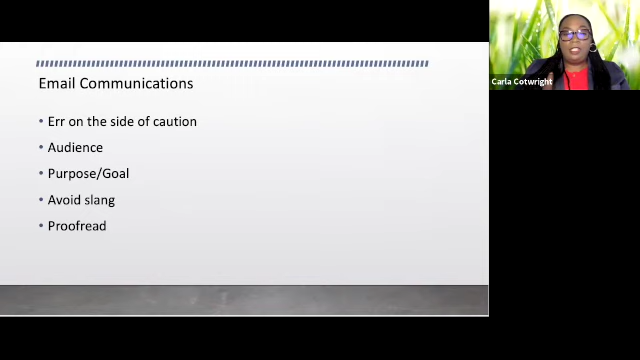 Email Communications
• Err on the side of caution
• Audience
• Purpose/Goal
• Avoid slang
• Proofread
Carla Cotwright